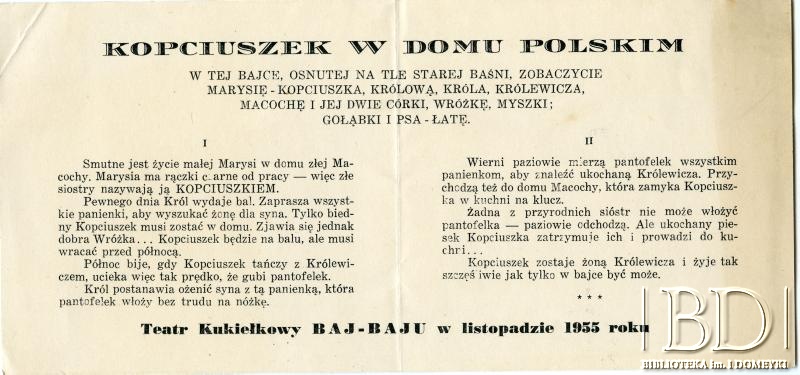 KOPCIUSZEK W DOMU POLSKIM
W TEJ BAJCE, OSNUTEJ NA TLE STAREJ BAŚNI, ZOBACZYCIE
MARYSIĘ - KOPCIUSZKA, KRÓLOWĄ, KRÓLA, KRÓLEWICZA,
MACOCHĘ I JEJ DWIE CÓRKI, WRÓŻKĘ, MYSZKI;
GOŁĄBKI I PSA - ŁATĘ.
I
Smutne jest życie małej Marysi w domu złej Ma-
cochy. Marysia ma rączki czarne od pracy — więc złe
siostry nazywają ją KOPCIUSZKIEM.
Pewnego dnia Król wydaje bal. Zaprasza wszyst-
kie panienki, aby wyszukać żonę dla syna. Tylko bied-
ny Kopciuszek musi zostać w domu. Zjawia się jednak
dobra Wróżka... Kopciuszek będzie na balu, ale musi
wracać przed północą.
Północ bije, gdy Kopciuszek tańczy z Królewi-
czem, ucieka więc tak prędko, że gubi pantofelek.
Król postanawia ożenić syna z tą panienką, która
pantofelek włoży bez trudu na nóżkę.
II
Wierni paziowie mierzą pantofelek wszystkim
panienkom, aby znaleźć ukochaną Królewicza. Przy-
chodzą też do domu Macochy, która zamyka Kopciusz-
ka w kuchni na klucz.
Żadna z przyrodnich sióstr nie może włożyć
pantofelka — paziowie odchodzą. Ale ukochany pie-
sek Kopciuszka zatrzymuje ich i prowadzi do ku-
chri...
Kopciuszek zostaje żoną Królewicza i żyje tak
szczęś iwie jak tylko w bajce być może.
* * *
Teatr Kukiełkowy BAJ-BAJU w listopadzie 1955 roku
|BD|
BIBLIOTEKA im. I DOMEYKI